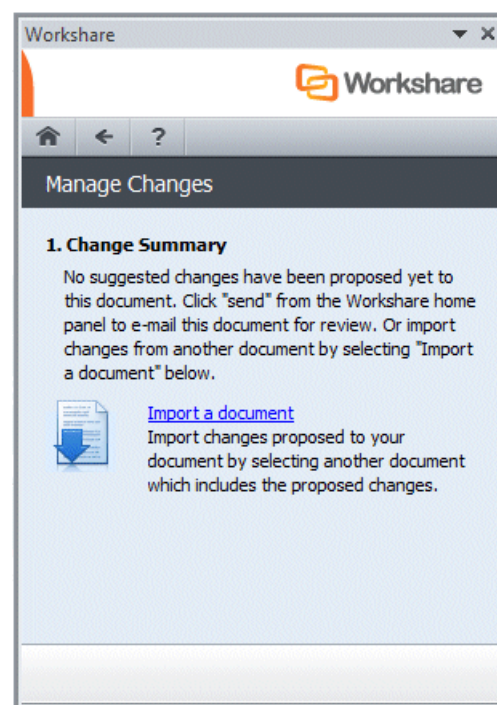 Workshare
Workshare
?
Manage Changes
1. Change Summary
No suggested changes have been proposed yet to
this document. Click "send" from the Workshare home
panel to e-mail this document for review. Or import
changes from another document by selecting "Import
a document" below.
Import a document
Import changes proposed to your
document by selecting another document
which includes the proposed changes.